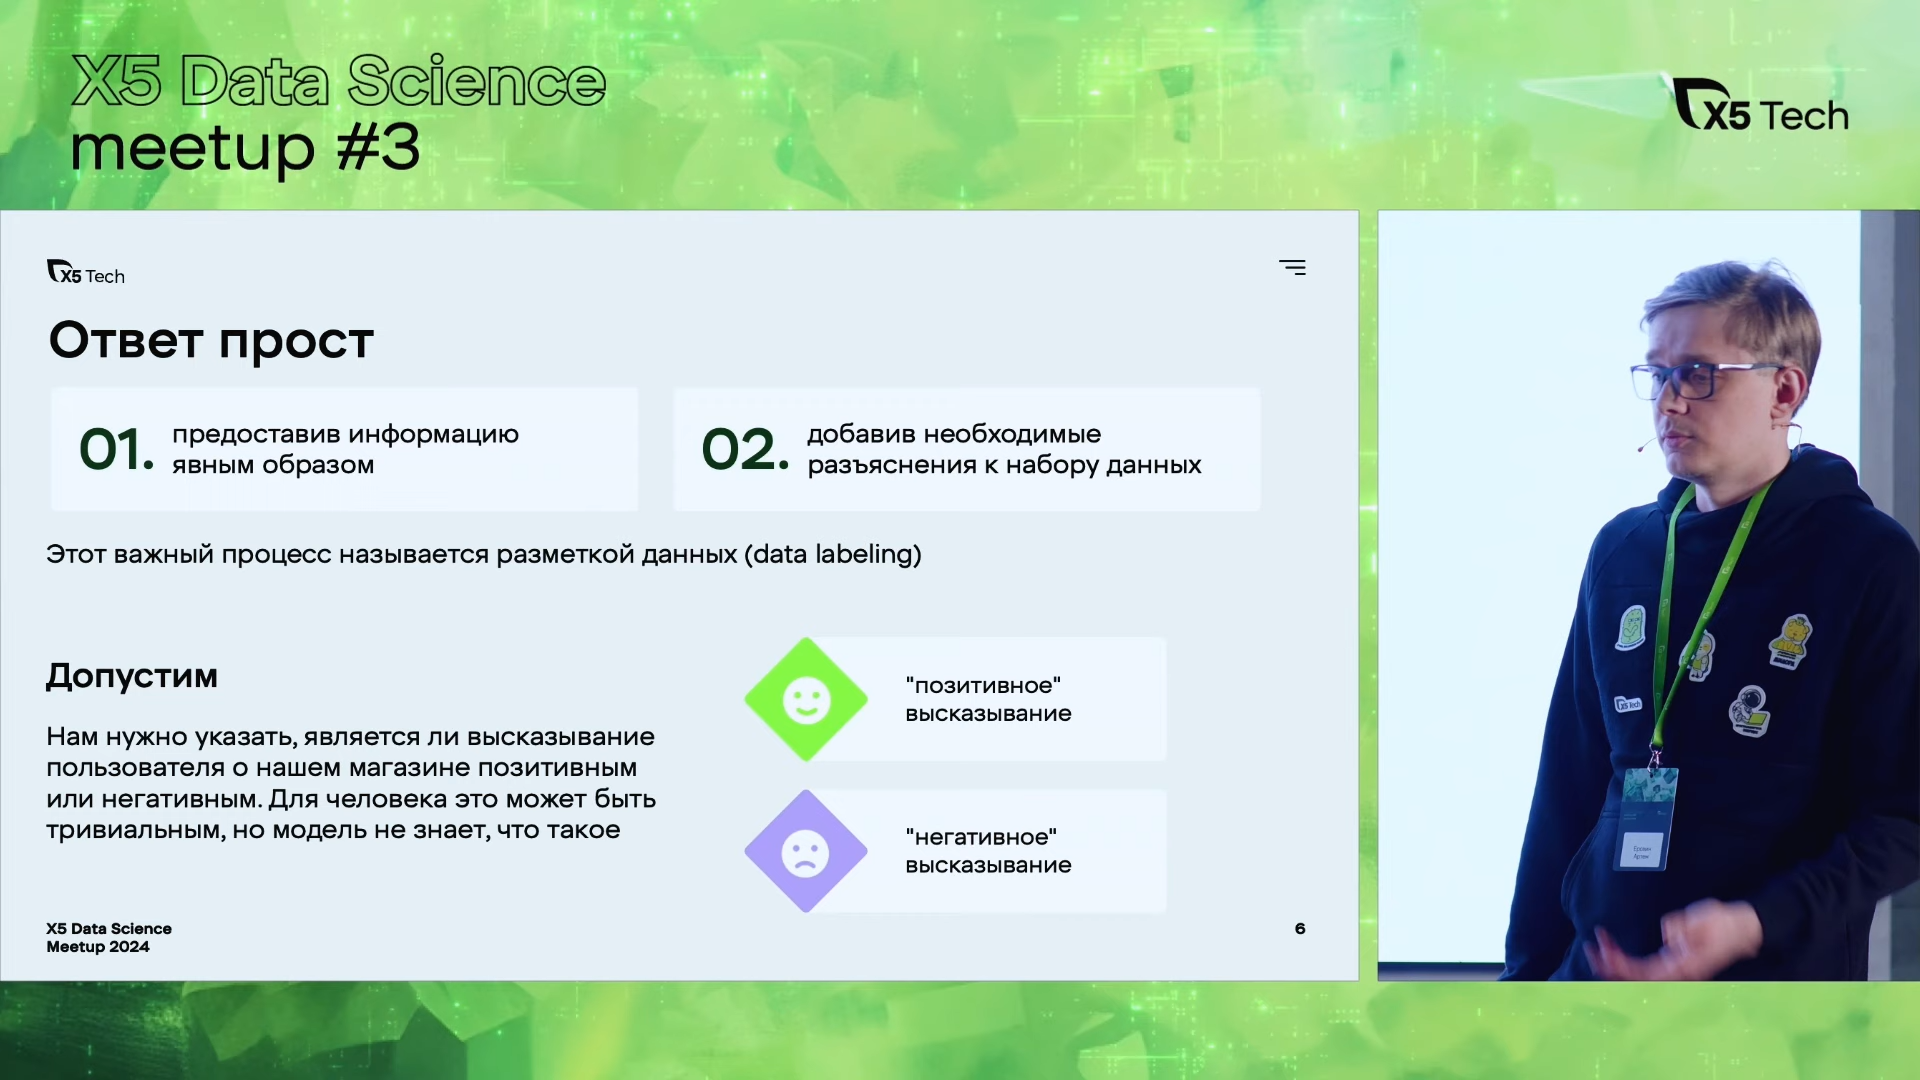 X5 Data Science
meetup #3
X5 Tech
X5 Tech
Ответ прост
01.
предоставив информацию
явным образом
02.
добавив необходимые
разъяснения к набору данных
Этот важный процесс называется разметкой данных (data labeling)
Допустим
Нам нужно указать, является ли высказывание
пользователя о нашем магазине позитивным
или негативным. Для человека это может быть
тривиальным, но модель не знает, что такое
"позитивное"
высказывание
"негативное"
высказывание
X5 Data Science
Meetup 2024
6
X5 Tech